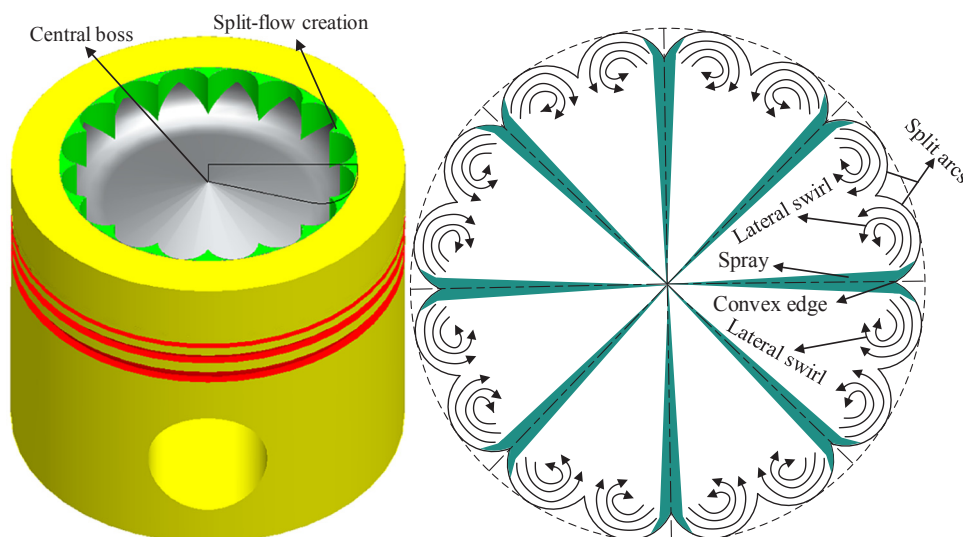 Central boss
Split-flow creation
Split arcs
Lateral swirl
Spray
Convex edge
Lateral swirl